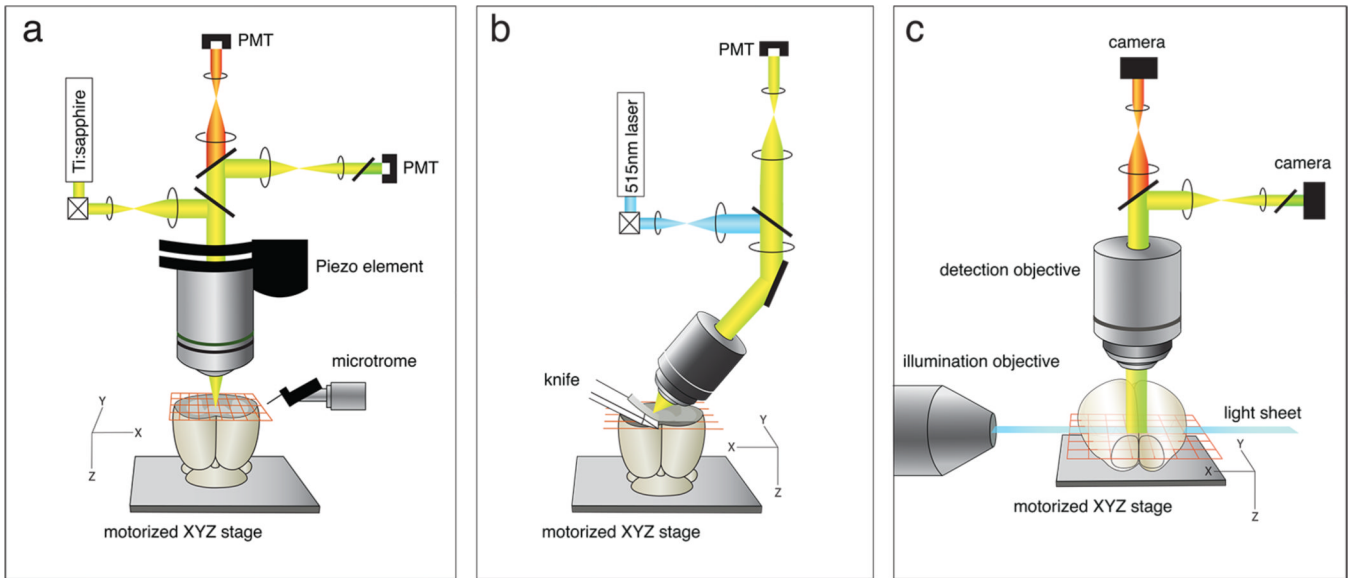 a
PMT
Ti:sapphire
PMT
Piezo element
microtrome
Y
X
Z
motorized XYZ stage
b
PMT
515nm laser
knife
Y
X
Z
motorized XYZ stage
c
camera
camera
detection objective
illumination objective
light sheet
Y
X
Z
motorized XYZ stage